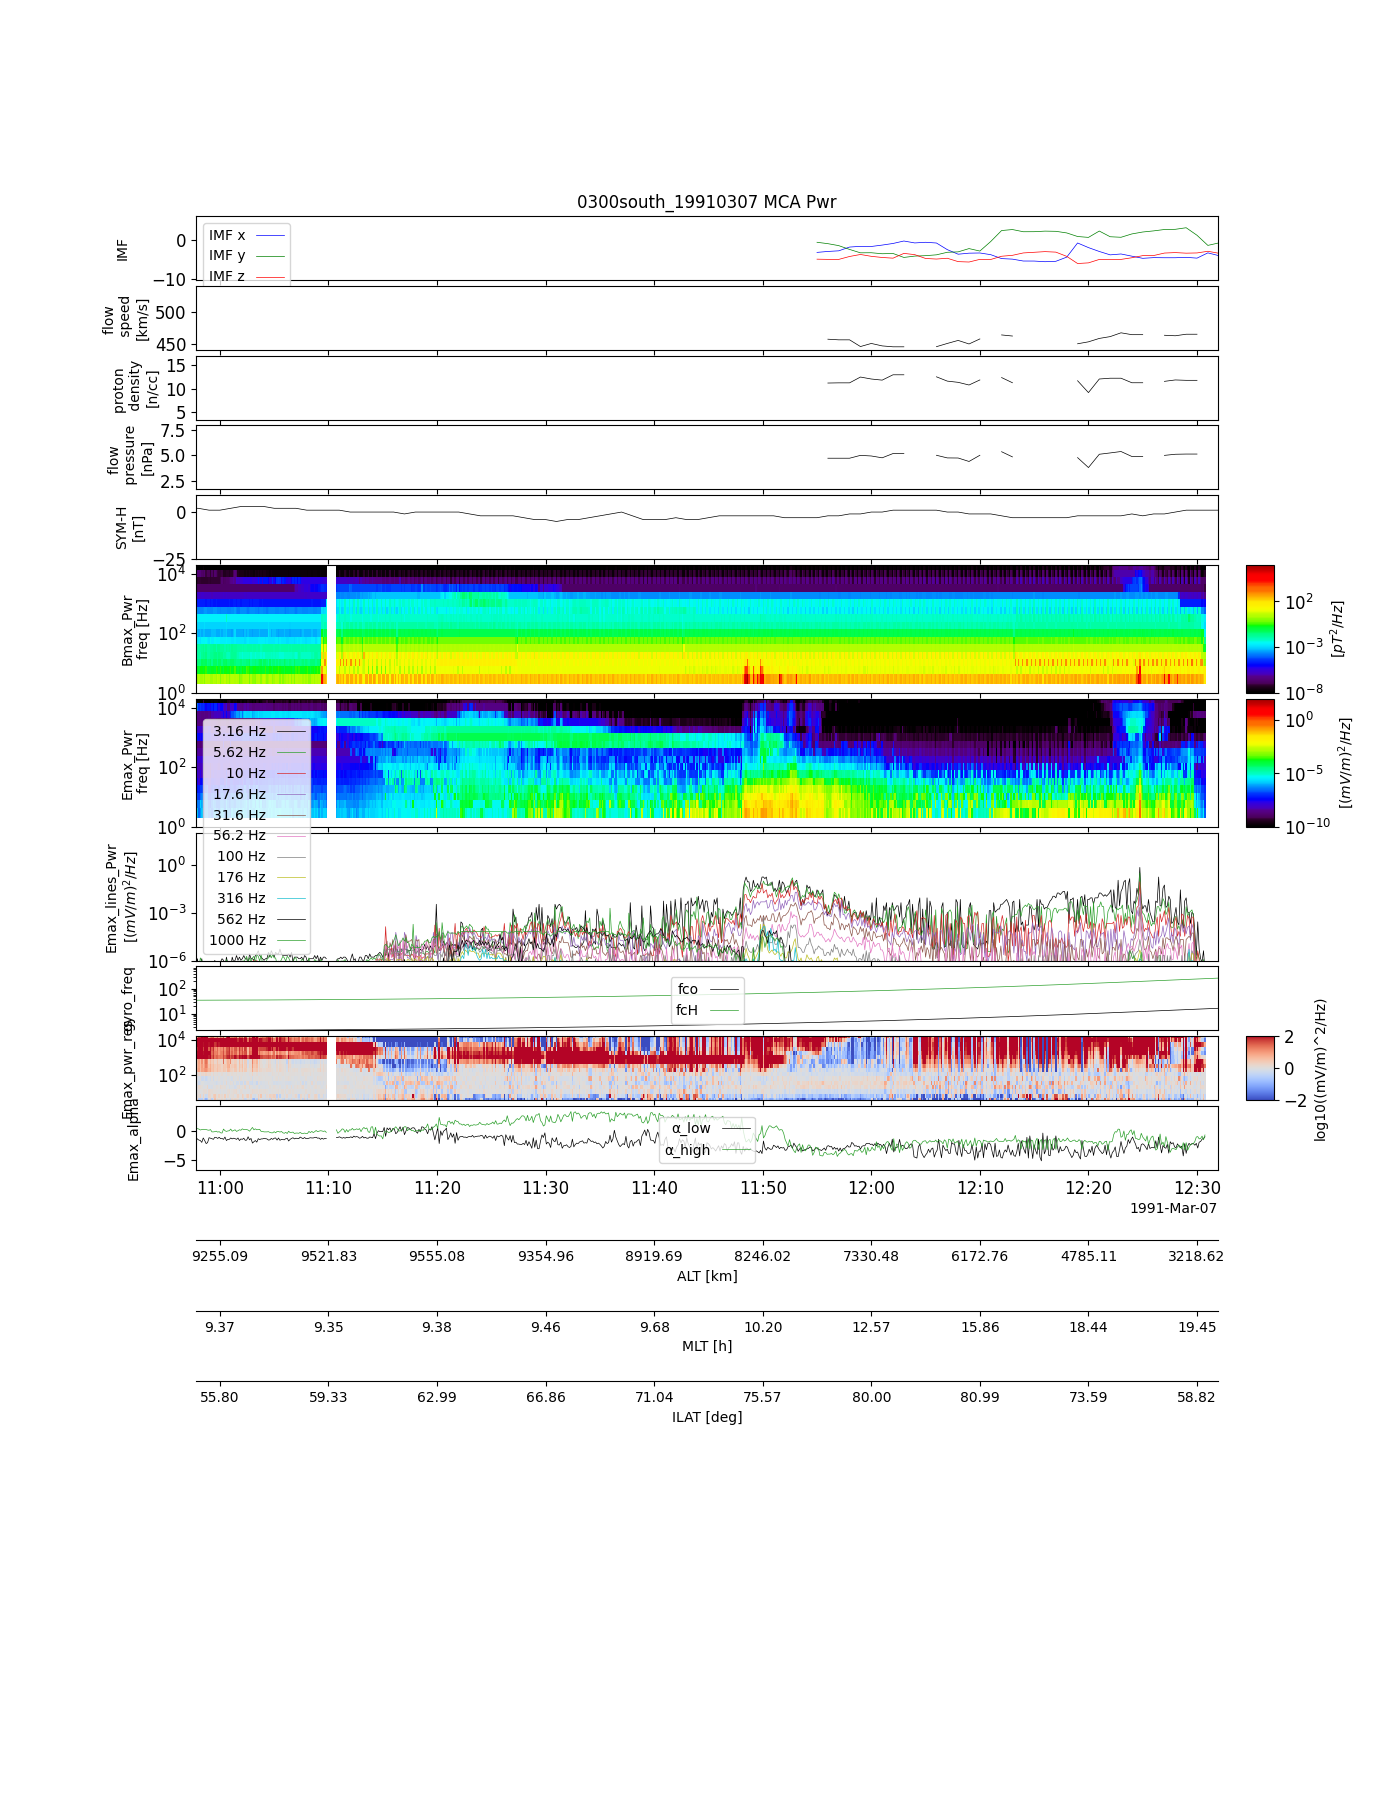 0300south_19910307 MCA Pwr
IMF
0
−10
IMF x
IMF y
IMF z
flow
speed
[km/s]
500
450
proton
density
[n/cc]
15
10
5
flow
pressure
[nPa]
7.5
5.0
2.5
SYM-H
[nT]
0
−25
Bmax_Pwr
freq [Hz]
10^4
10^2
10^0
10^2
10^−3
10^−8
[pT^2/Hz]
Emax_Pwr
freq [Hz]
10^4
10^2
10^0
10^0
10^−5
10^−10
[(mV/m)^2/Hz]
3.16 Hz
5.62 Hz
10 Hz
17.6 Hz
31.6 Hz
56.2 Hz
100 Hz
176 Hz
316 Hz
562 Hz
1000 Hz
Emax_lines_Pwr
[(mV/m)^2/Hz]
10^0
10^−3
10^−6
gyro_freq
10^2
10^1
fco
fcH
Emax_pwr_reg
10^4
10^2
2
0
−2
log10((mV/m)^2/Hz)
Emax_alpha
0
−5
α_low
α_high
11:00 11:10 11:20 11:30 11:40 11:50 12:00 12:10 12:20 12:30
1991-Mar-07
9255.09 9521.83 9555.08 9354.96 8919.69 8246.02 7330.48 6172.76 4785.11 3218.62
ALT [km]
9.37 9.35 9.38 9.46 9.68 10.20 12.57 15.86 18.44 19.45
MLT [h]
55.80 59.33 62.99 66.86 71.04 75.57 80.00 80.99 73.59 58.82
ILAT [deg]